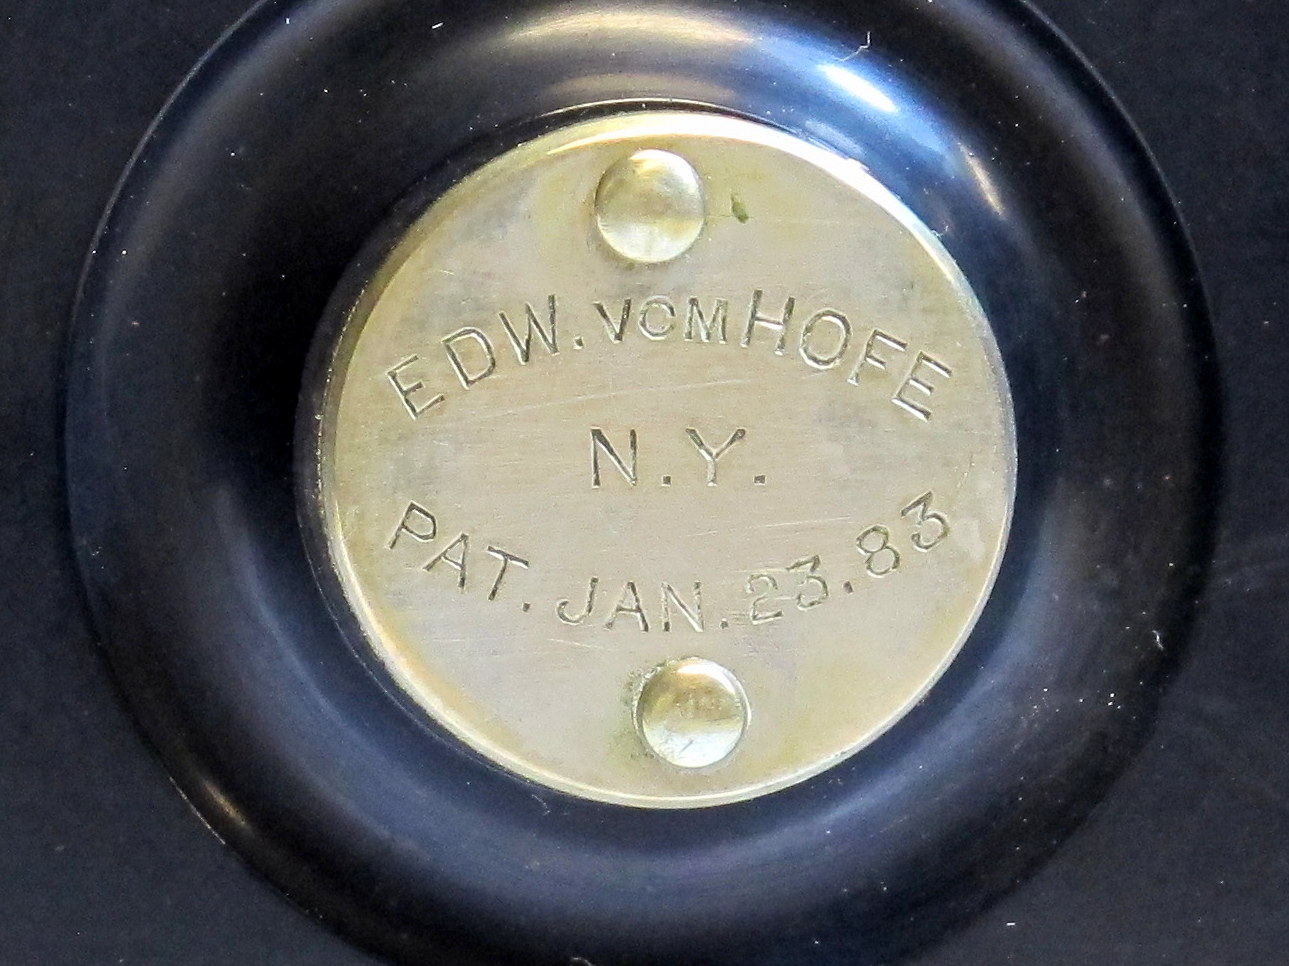 EDW. VOM HOFE
N.Y.
PAT. JAN. 23. 83